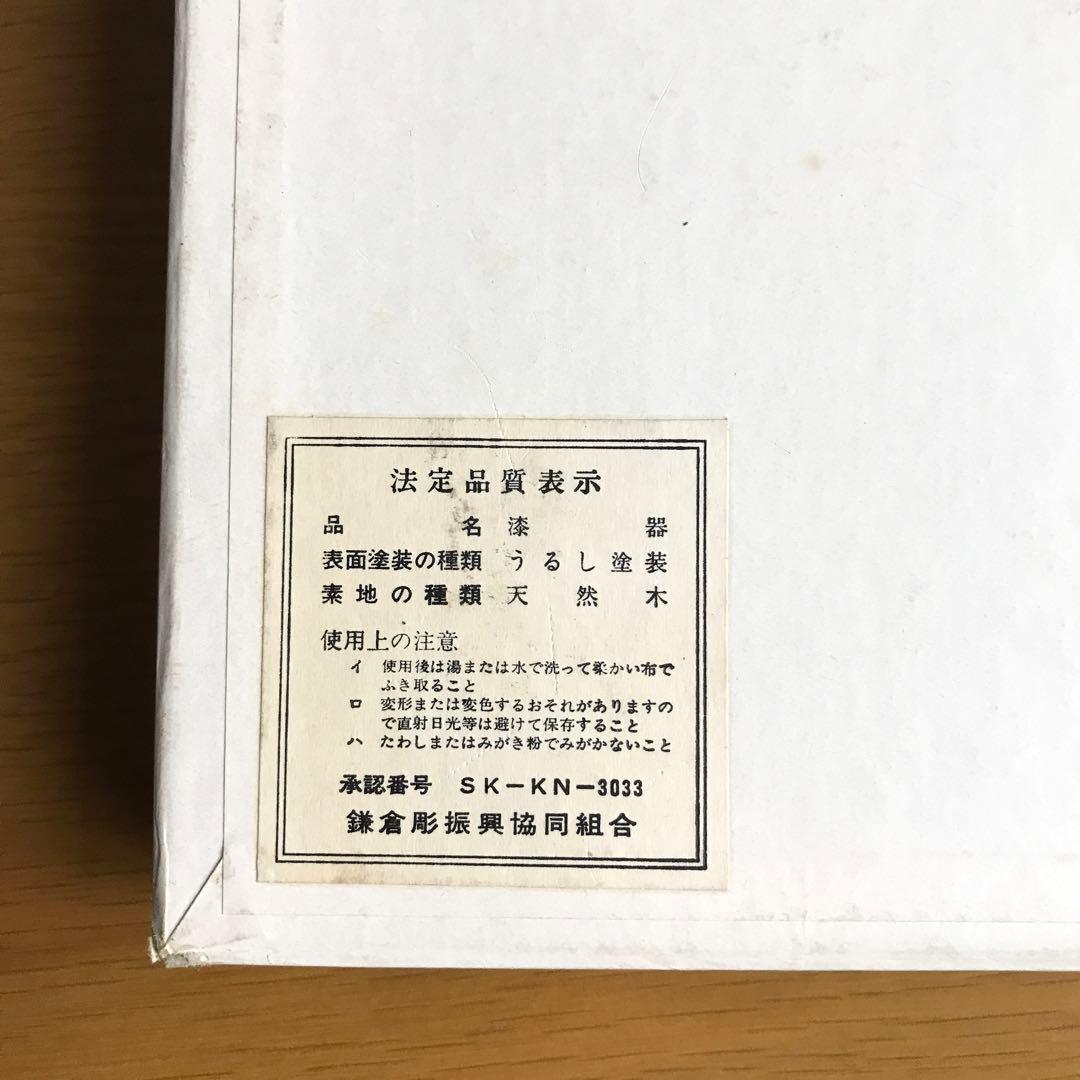 法定品質表示
品名 漆器
表面塗装の種類 うるし塗装
素地の種類 天然木
使用上の注意
イ 使用後は湯または水で洗って柔かい布で
ふき取ること
ロ 変形または変色するおそれがありますの
で直射日光等は避けて保存すること
ハ たわしまたはみがき粉でみがかないこと
承認番号 SK-KN-3033
鎌倉彫振興協同組合